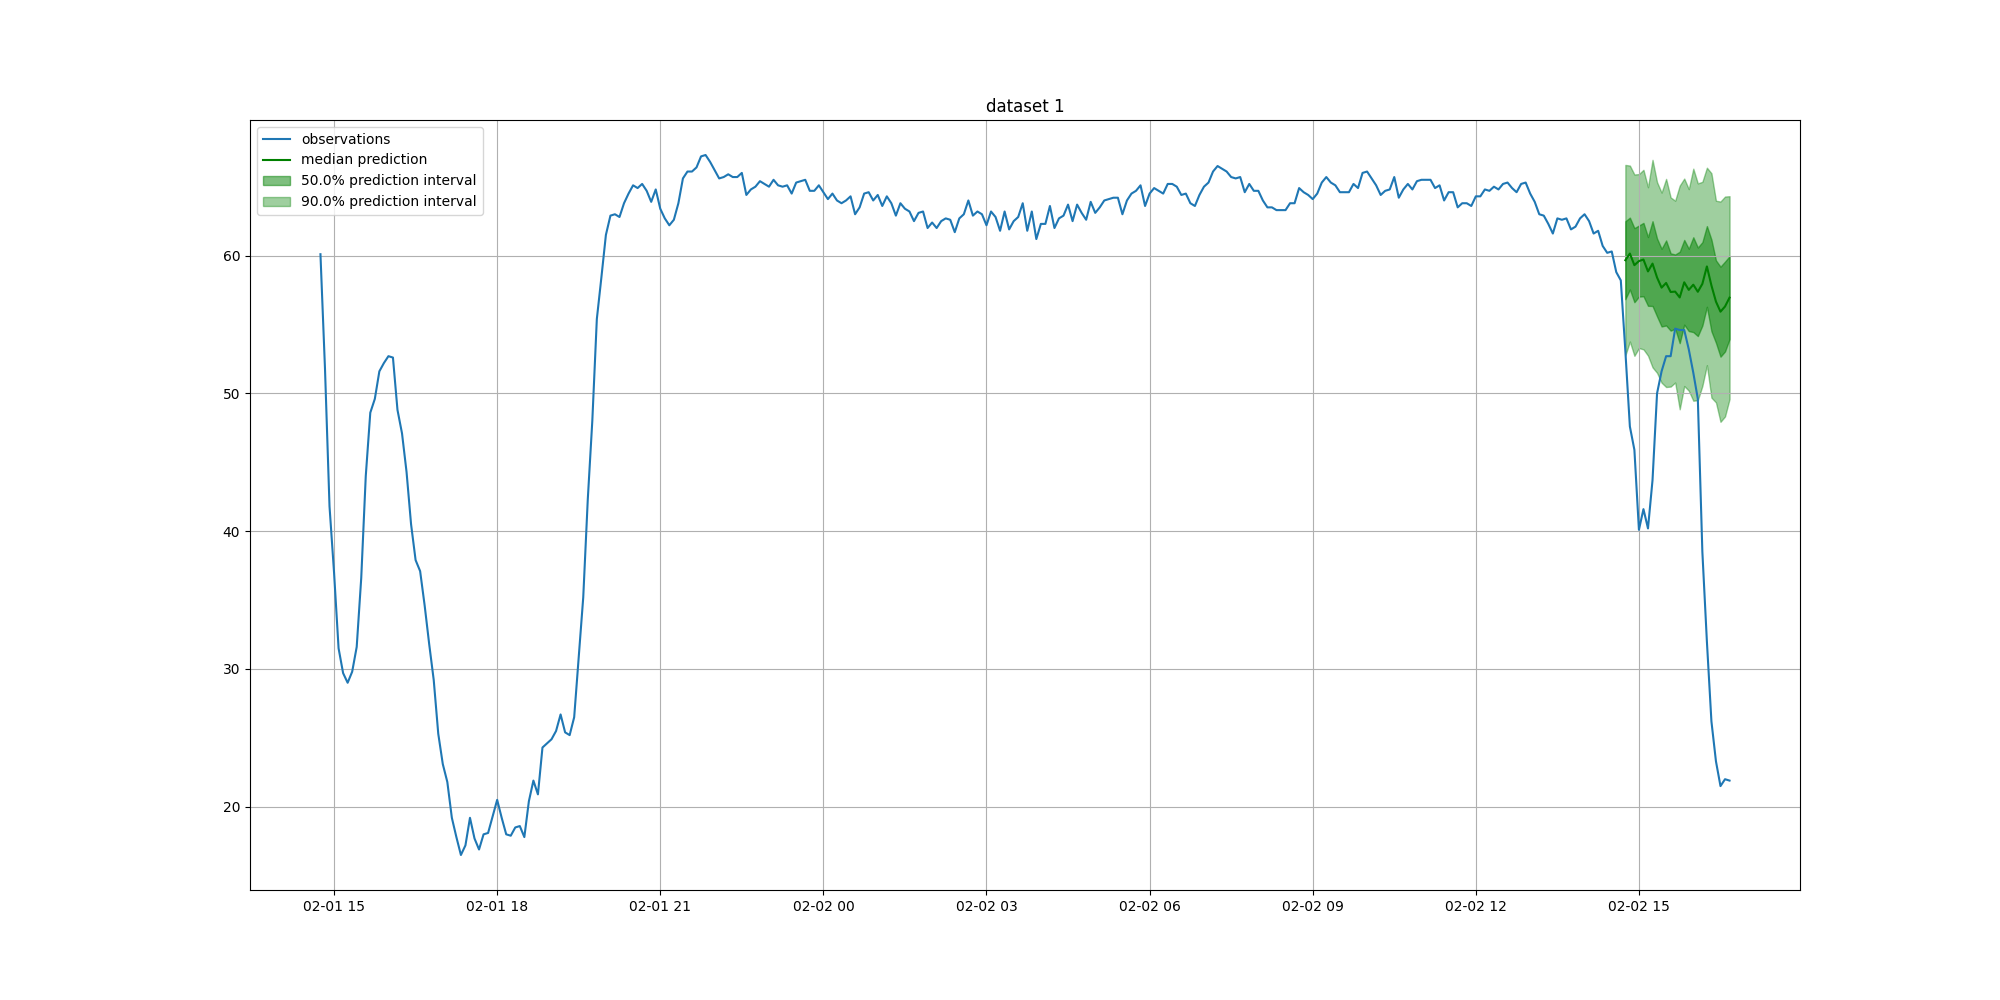 dataset 1
observations
median prediction
50.0% prediction interval
90.0% prediction interval
60
50
40
30
20
02-01 15
02-01 18
02-01 21
02-02 00
02-02 03
02-02 06
02-02 09
02-02 12
02-02 15